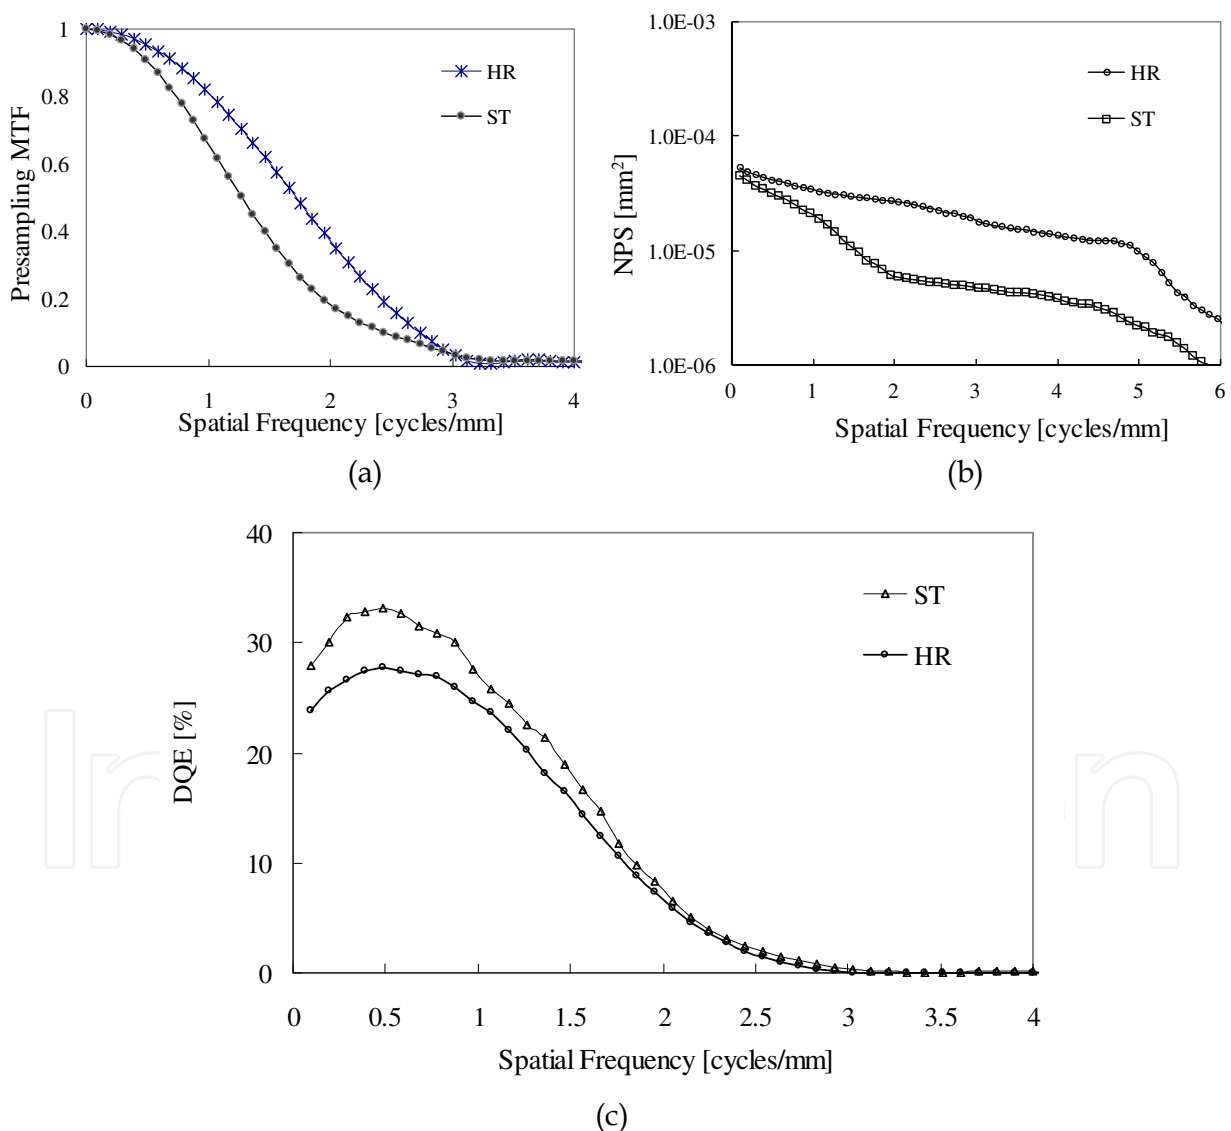 1
0.8
0.6
0.4
0.2
0
Presampling MTF
HR
ST
0 1 2 3 4
Spatial Frequency [cycles/mm]
(a)
1.0E-03
1.0E-04
1.0E-05
1.0E-06
NPS [mm²]
HR
ST
0 1 2 3 4 5 6
Spatial Frequency [cycles/mm]
(b)
40
30
20
10
0
DQE [%]
ST
HR
0 0.5 1 1.5 2 2.5 3 3.5 4
Spatial Frequency [cycles/mm]
(c)